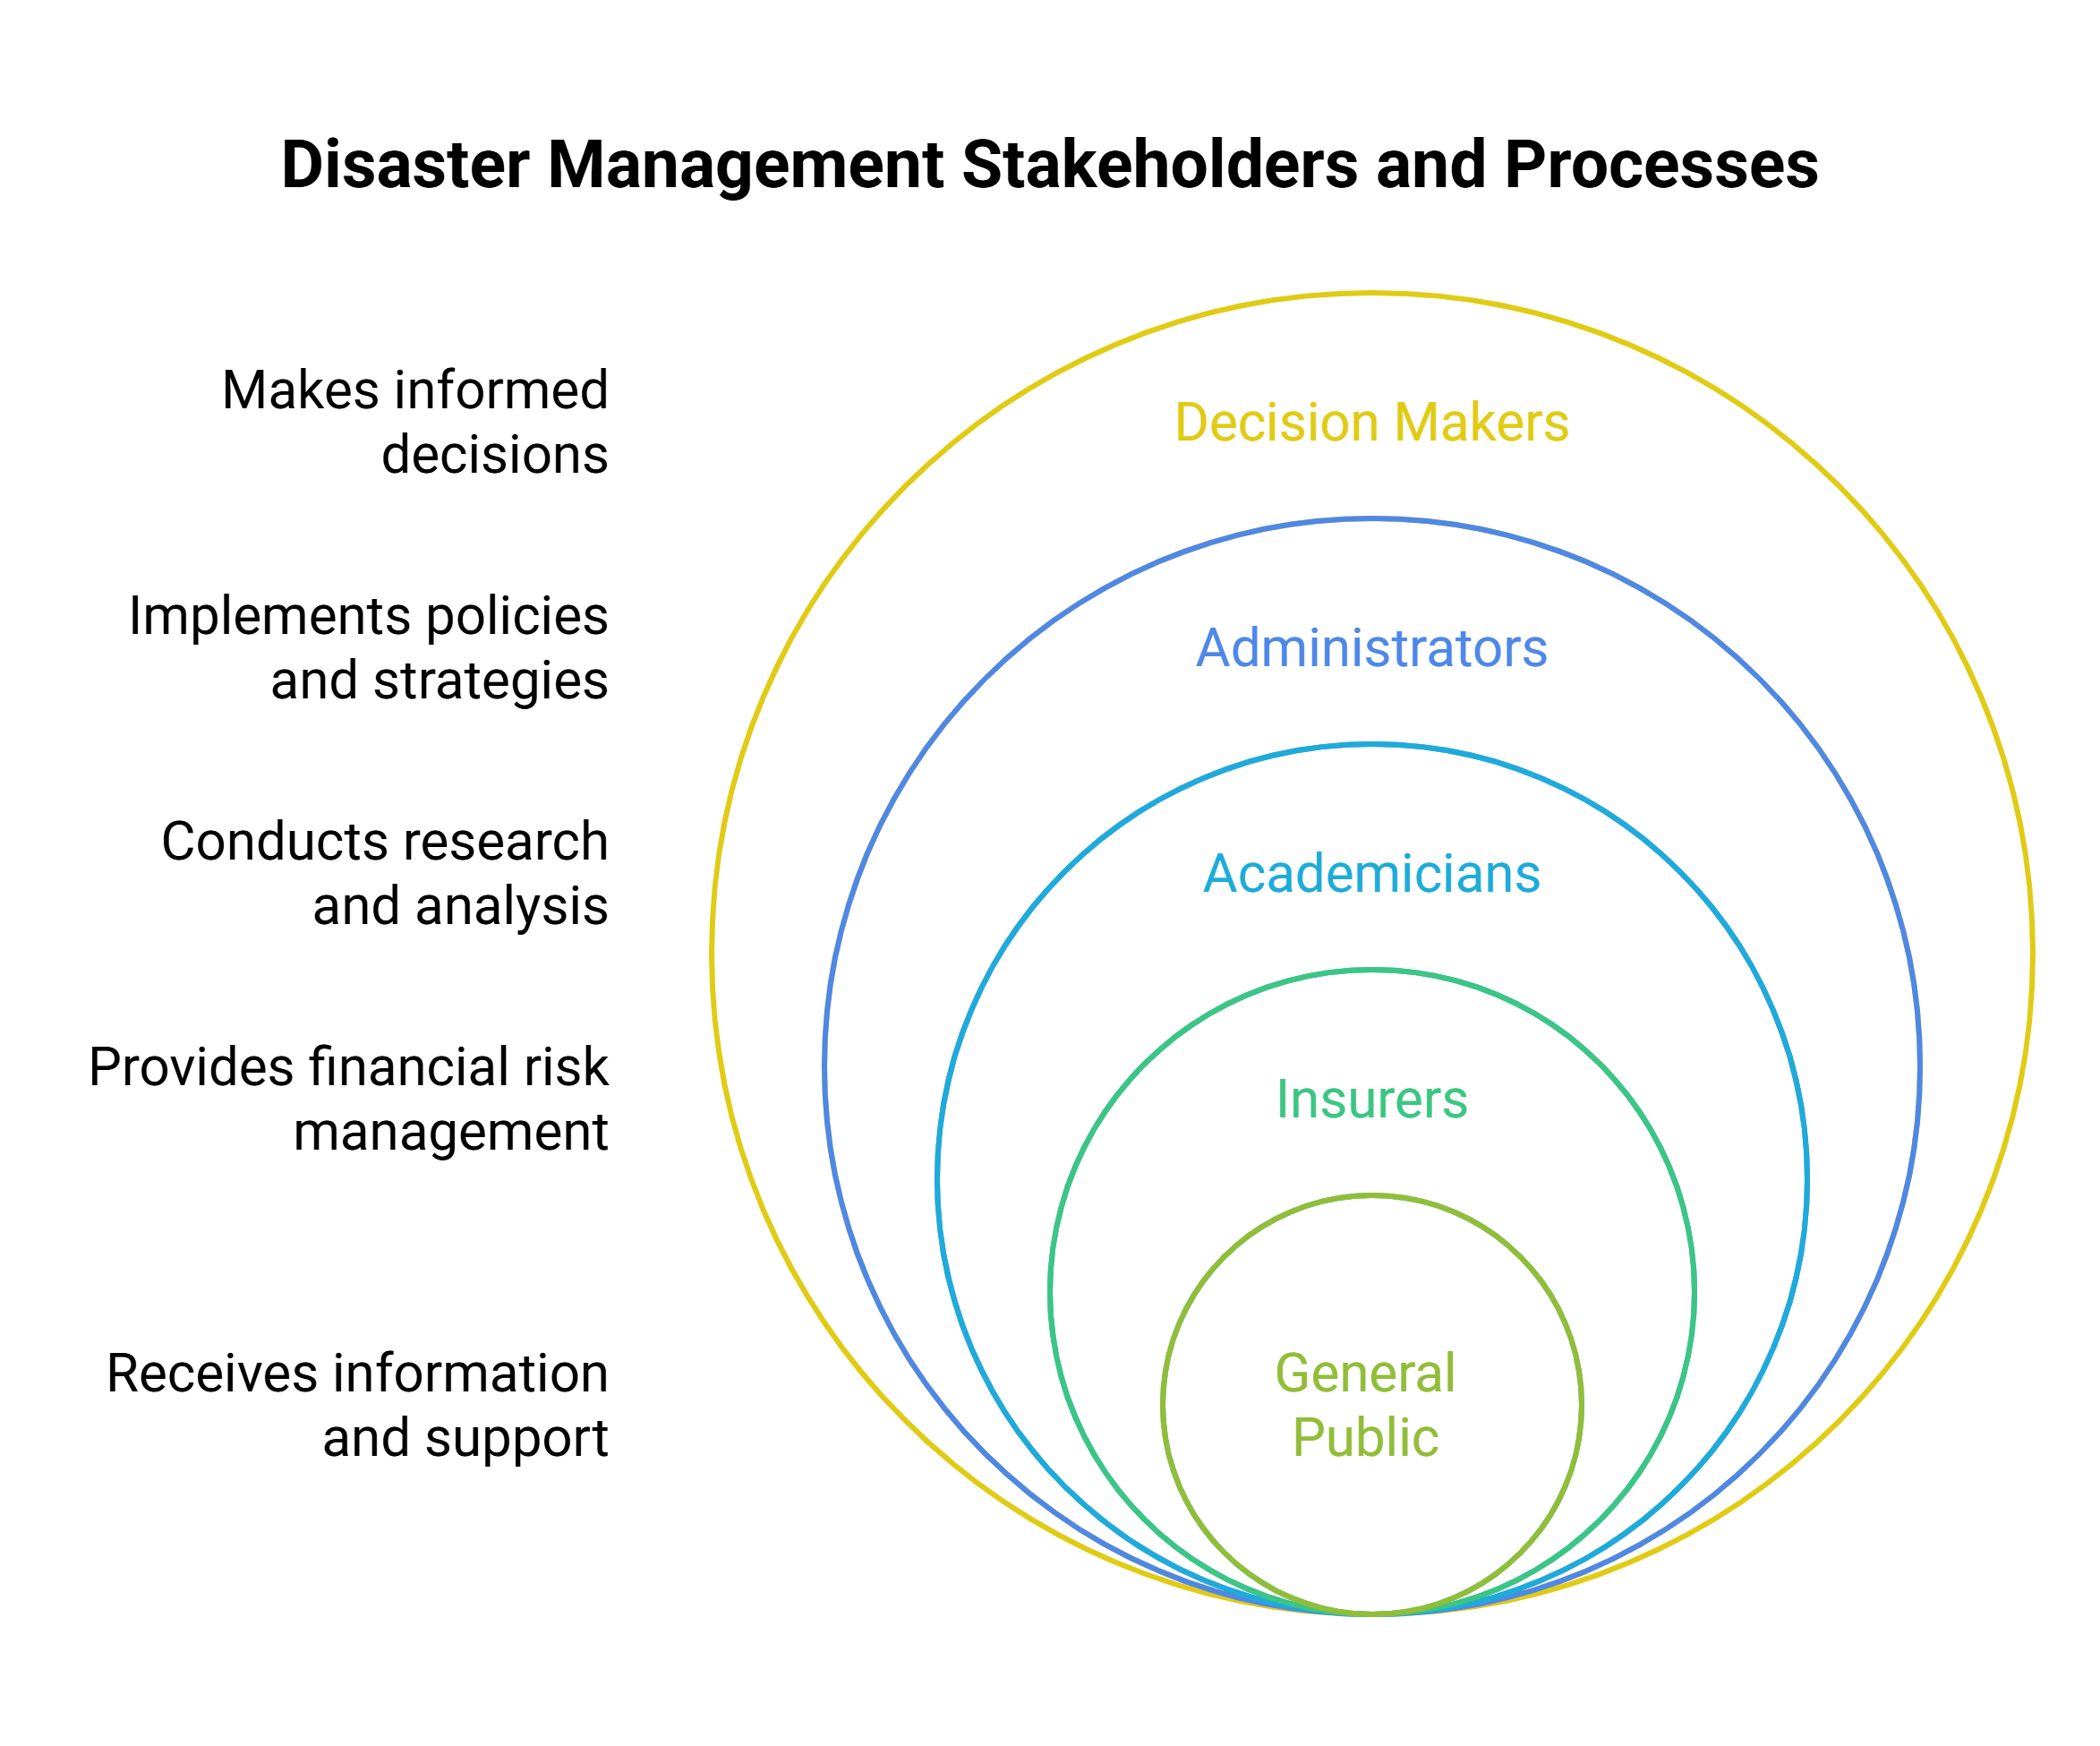 Disaster Management Stakeholders and Processes
Makes informed
decisions
Decision Makers
Implements policies
and strategies
Administrators
Conducts research
and analysis
Academicians
Provides financial risk
management
Insurers
Receives information
and support
General
Public